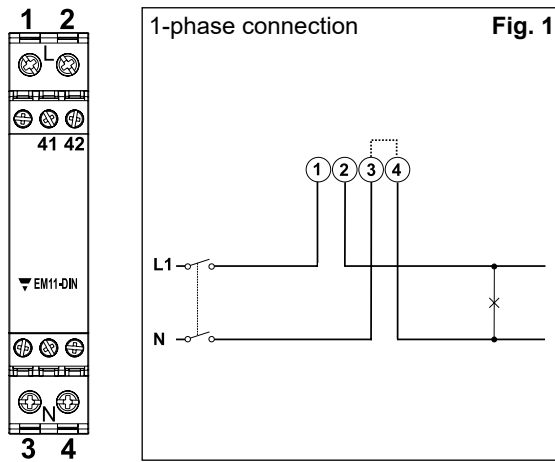 1 2
L
41 42
EM11-DIN
N
3 4
1-phase connection Fig. 1
1 2 3 4
L1
N